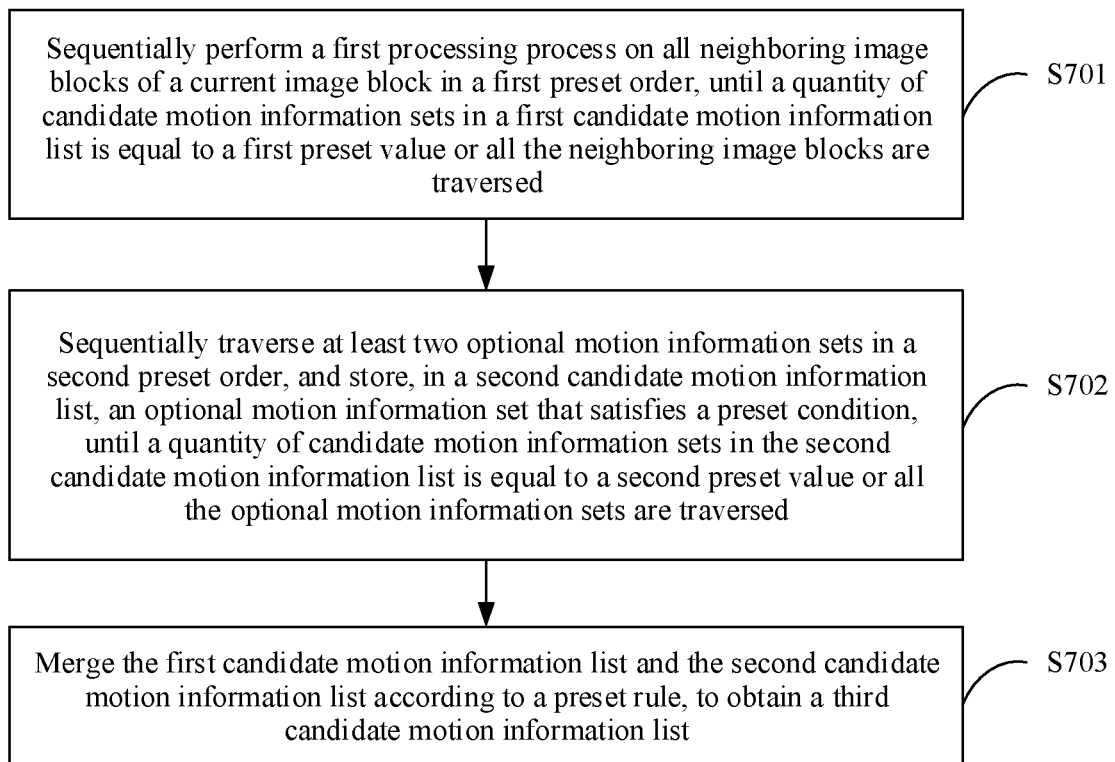 Sequentially perform a first processing process on all neighboring image
blocks of a current image block in a first preset order, until a quantity of
candidate motion information sets in a first candidate motion information
list is equal to a first preset value or all the neighboring image blocks are
traversed
S701
Sequentially traverse at least two optional motion information sets in a
second preset order, and store, in a second candidate motion information
list, an optional motion information set that satisfies a preset condition,
until a quantity of candidate motion information sets in the second
candidate motion information list is equal to a second preset value or all
the optional motion information sets are traversed
S702
Merge the first candidate motion information list and the second candidate
motion information list according to a preset rule, to obtain a third
candidate motion information list
S703